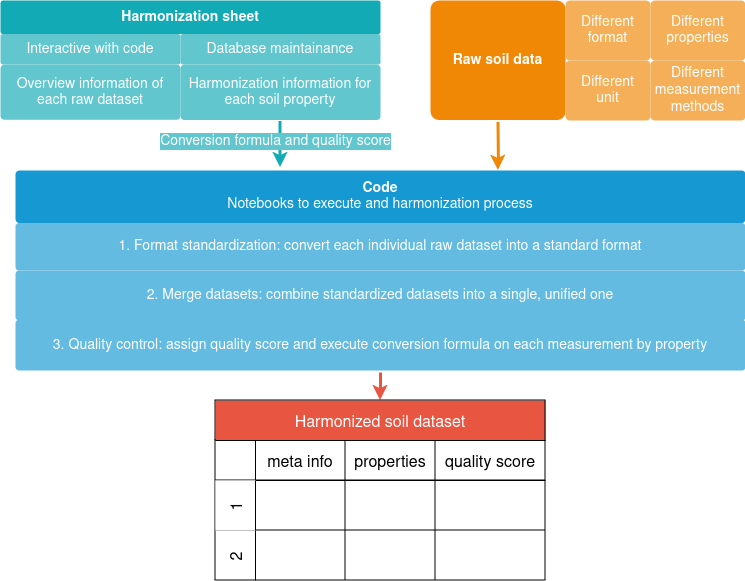 Harmonization sheet
Interactive with code
Database maintainance
Overview information of
each raw dataset
Harmonization information for
each soil property
Raw soil data
Different
format
Different
properties
Different
unit
Different
measurement
methods
Conversion formula and quality score
Code
Notebooks to execute and harmonization process
1. Format standardization: convert each individual raw dataset into a standard format
2. Merge datasets: combine standardized datasets into a single, unified one
3. Quality control: assign quality score and execute conversion formula on each measurement by property
Harmonized soil dataset
meta info
properties
quality score
1
2